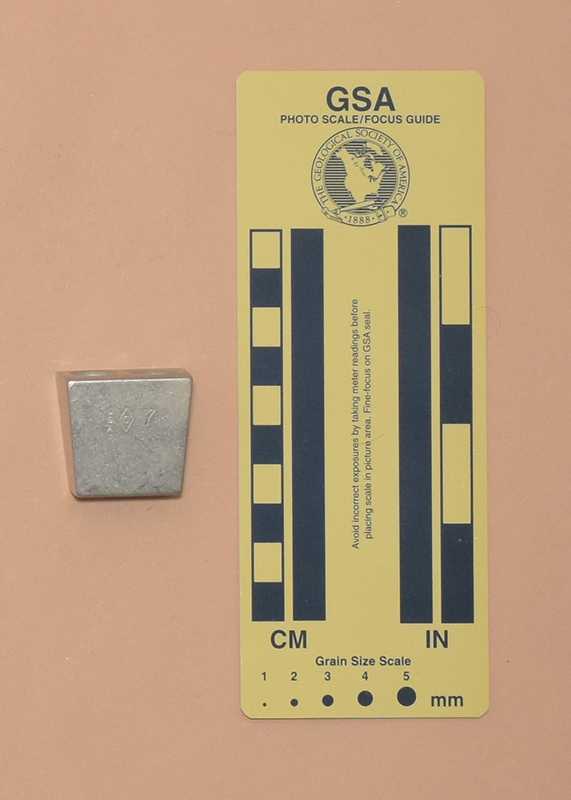 GSA
PHOTO SCALE/FOCUS GUIDE
THE GEOLOGICAL SOCIETY OF AMERICA
1888
®
Avoid incorrect exposures by taking meter readings before
placing scale in picture area. Fine-focus on GSA seal.
67
CM
IN
Grain Size Scale
1 2 3 4 5
mm